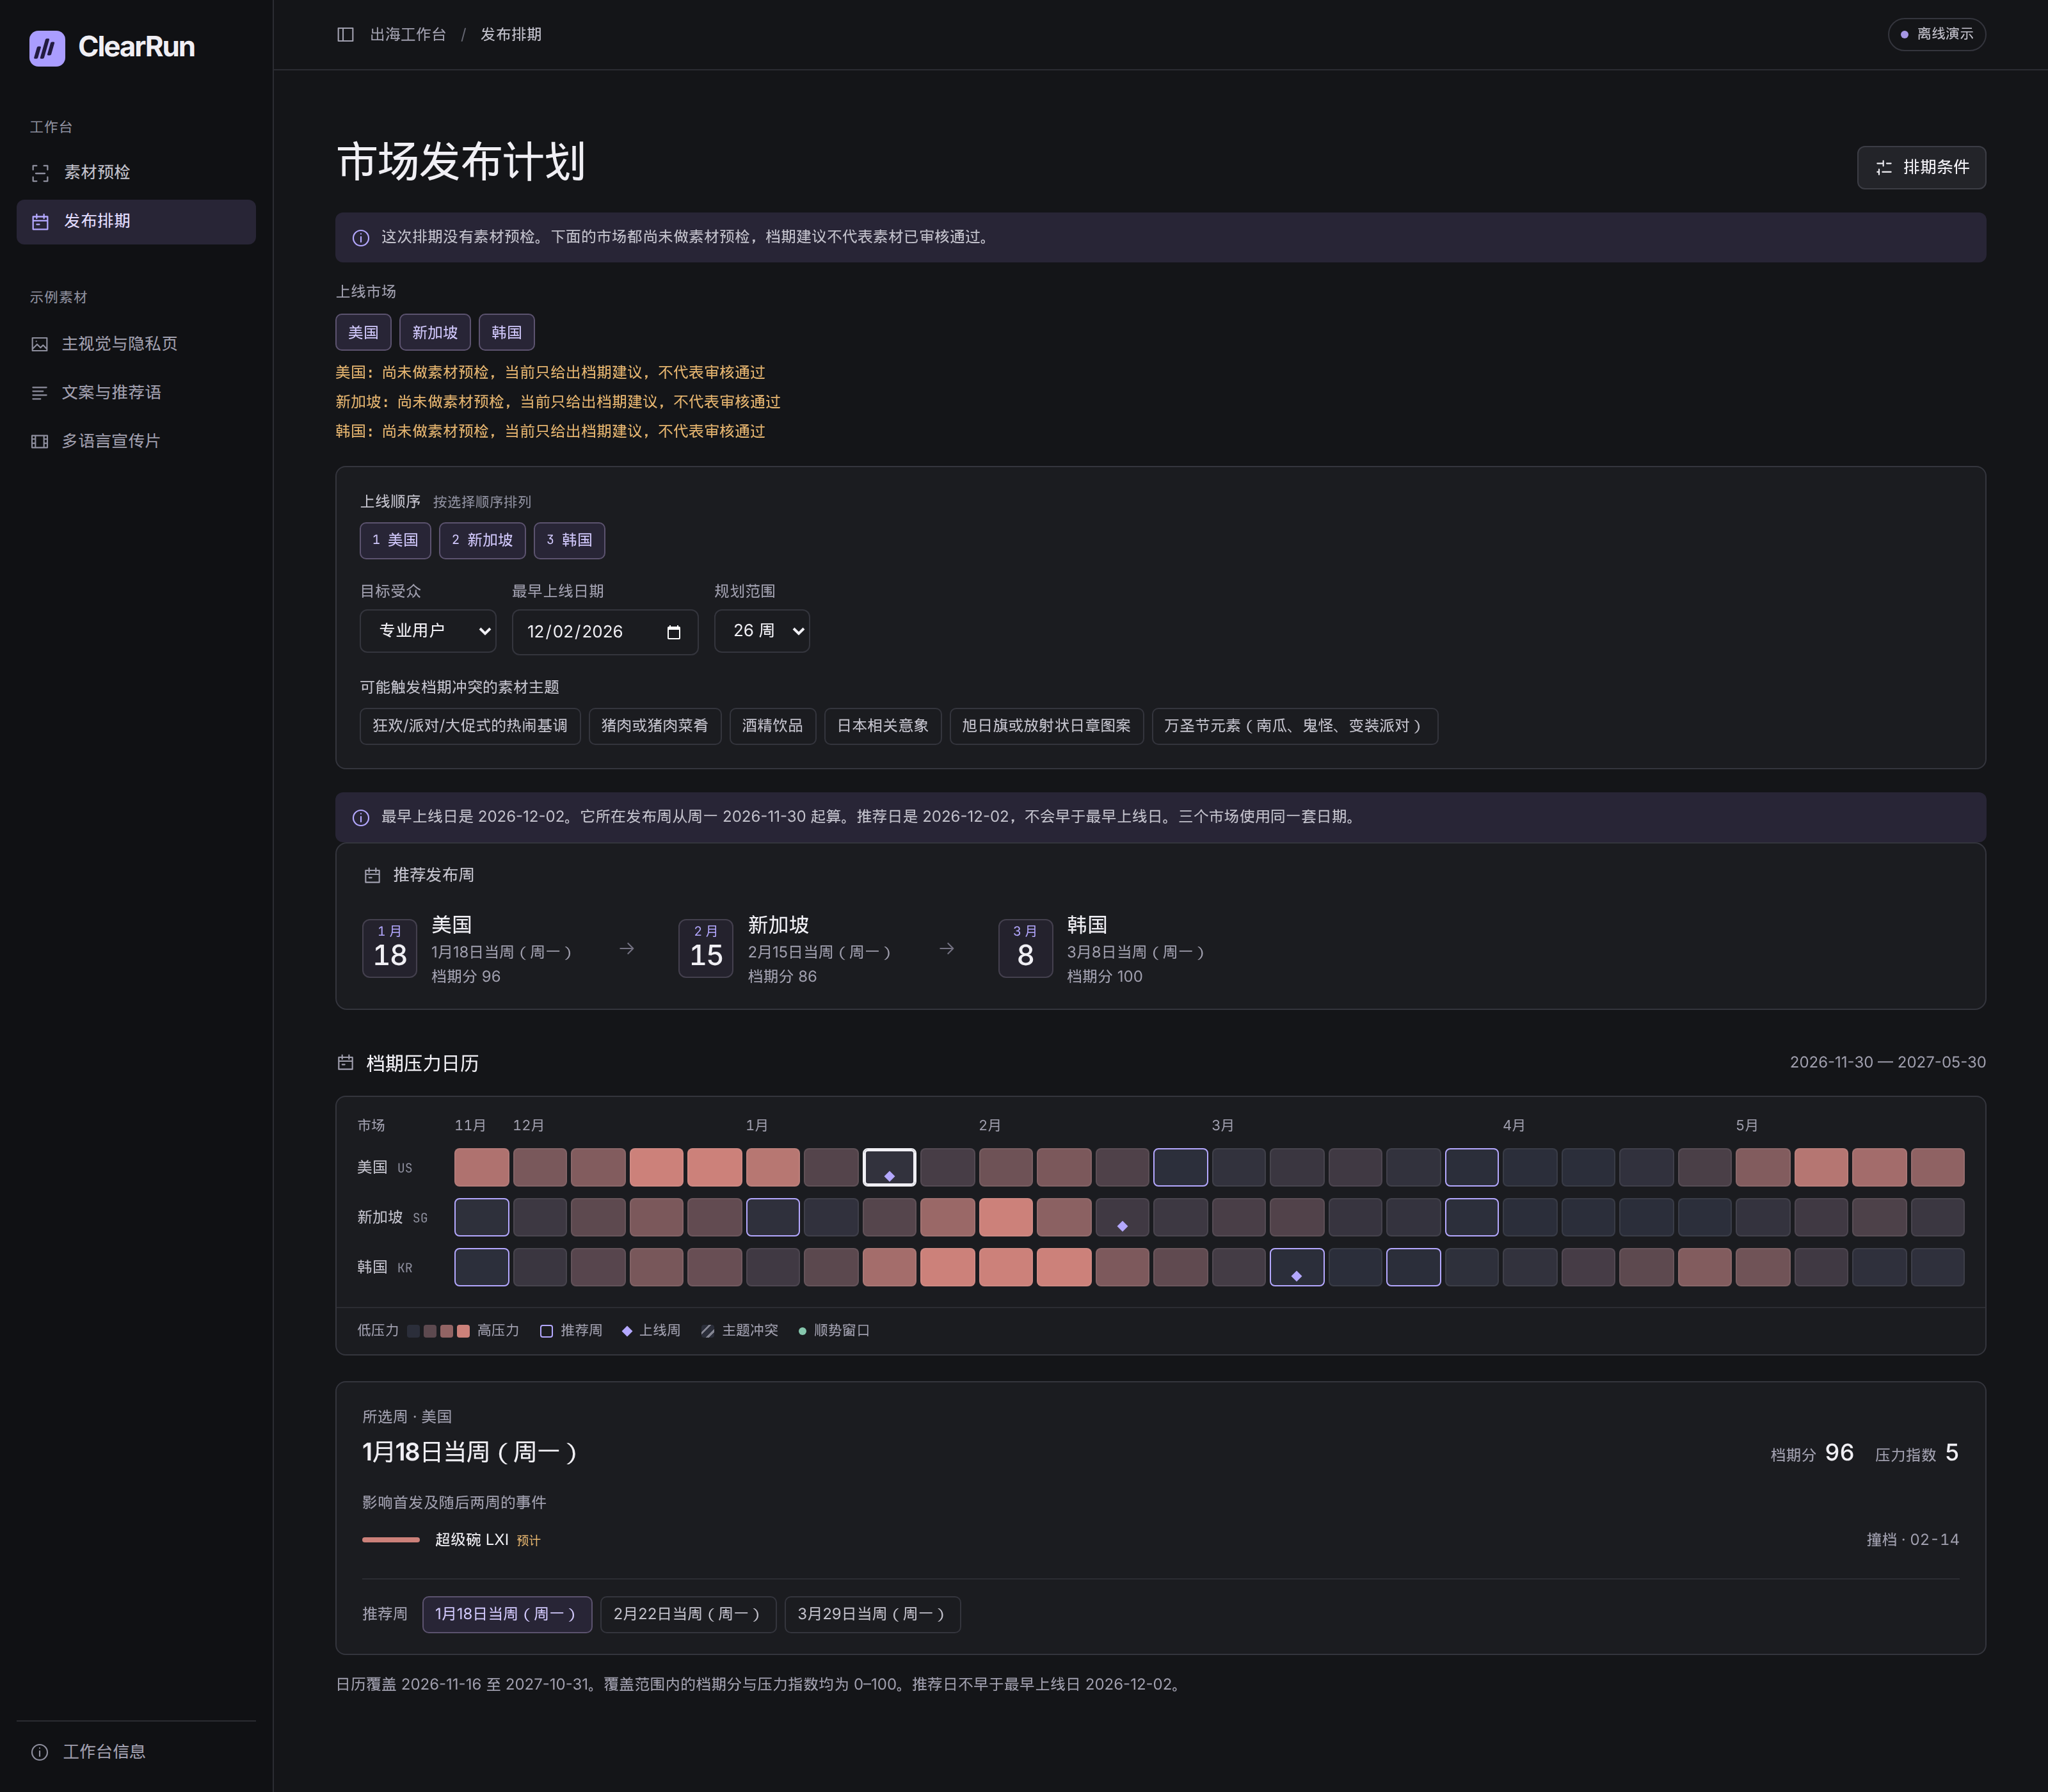 ClearRun
出海工作台 / 发布排期
离线演示
工作台
素材预检
发布排期
示例素材
主视觉与隐私页
文案与推荐语
多语言宣传片
工作台信息
市场发布计划
排期条件
这次排期没有素材预检。下面的市场都尚未做素材预检，档期建议不代表素材已审核通过。
上线市场
美国 新加坡 韩国
美国：尚未做素材预检，当前只给出档期建议，不代表审核通过
新加坡：尚未做素材预检，当前只给出档期建议，不代表审核通过
韩国：尚未做素材预检，当前只给出档期建议，不代表审核通过
上线顺序 按选择顺序排列
1 美国 2 新加坡 3 韩国
目标受众 最早上线日期 规划范围
专业用户 12/02/2026 26 周
可能触发档期冲突的素材主题
狂欢/派对/大促式的热闹基调 猪肉或猪肉菜肴 酒精饮品 日本相关意象 旭日旗或放射状日章图案 万圣节元素（南瓜、鬼怪、变装派对）
最早上线日是 2026-12-02。它所在发布周从周一 2026-11-30 起算。推荐日是 2026-12-02，不会早于最早上线日。三个市场使用同一套日期。
推荐发布周
1 月
18
美国
1月18日当周（周一）
档期分 96
→
2 月
15
新加坡
2月15日当周（周一）
档期分 86
→
3 月
8
韩国
3月8日当周（周一）
档期分 100
档期压力日历
2026-11-30 — 2027-05-30
市场 11月 12月 1月 2月 3月 4月 5月
美国 US
新加坡 SG
韩国 KR
低压力 高压力 推荐周 上线周 主题冲突 顺势窗口
所选周 · 美国
1月18日当周（周一）
档期分 96 压力指数 5
影响首发及随后两周的事件
超级碗 LXI 预计
撞档 · 02-14
推荐周 1月18日当周（周一） 2月22日当周（周一） 3月29日当周（周一）
日历覆盖 2026-11-16 至 2027-10-31。覆盖范围内的档期分与压力指数均为 0–100。推荐日不早于最早上线日 2026-12-02。